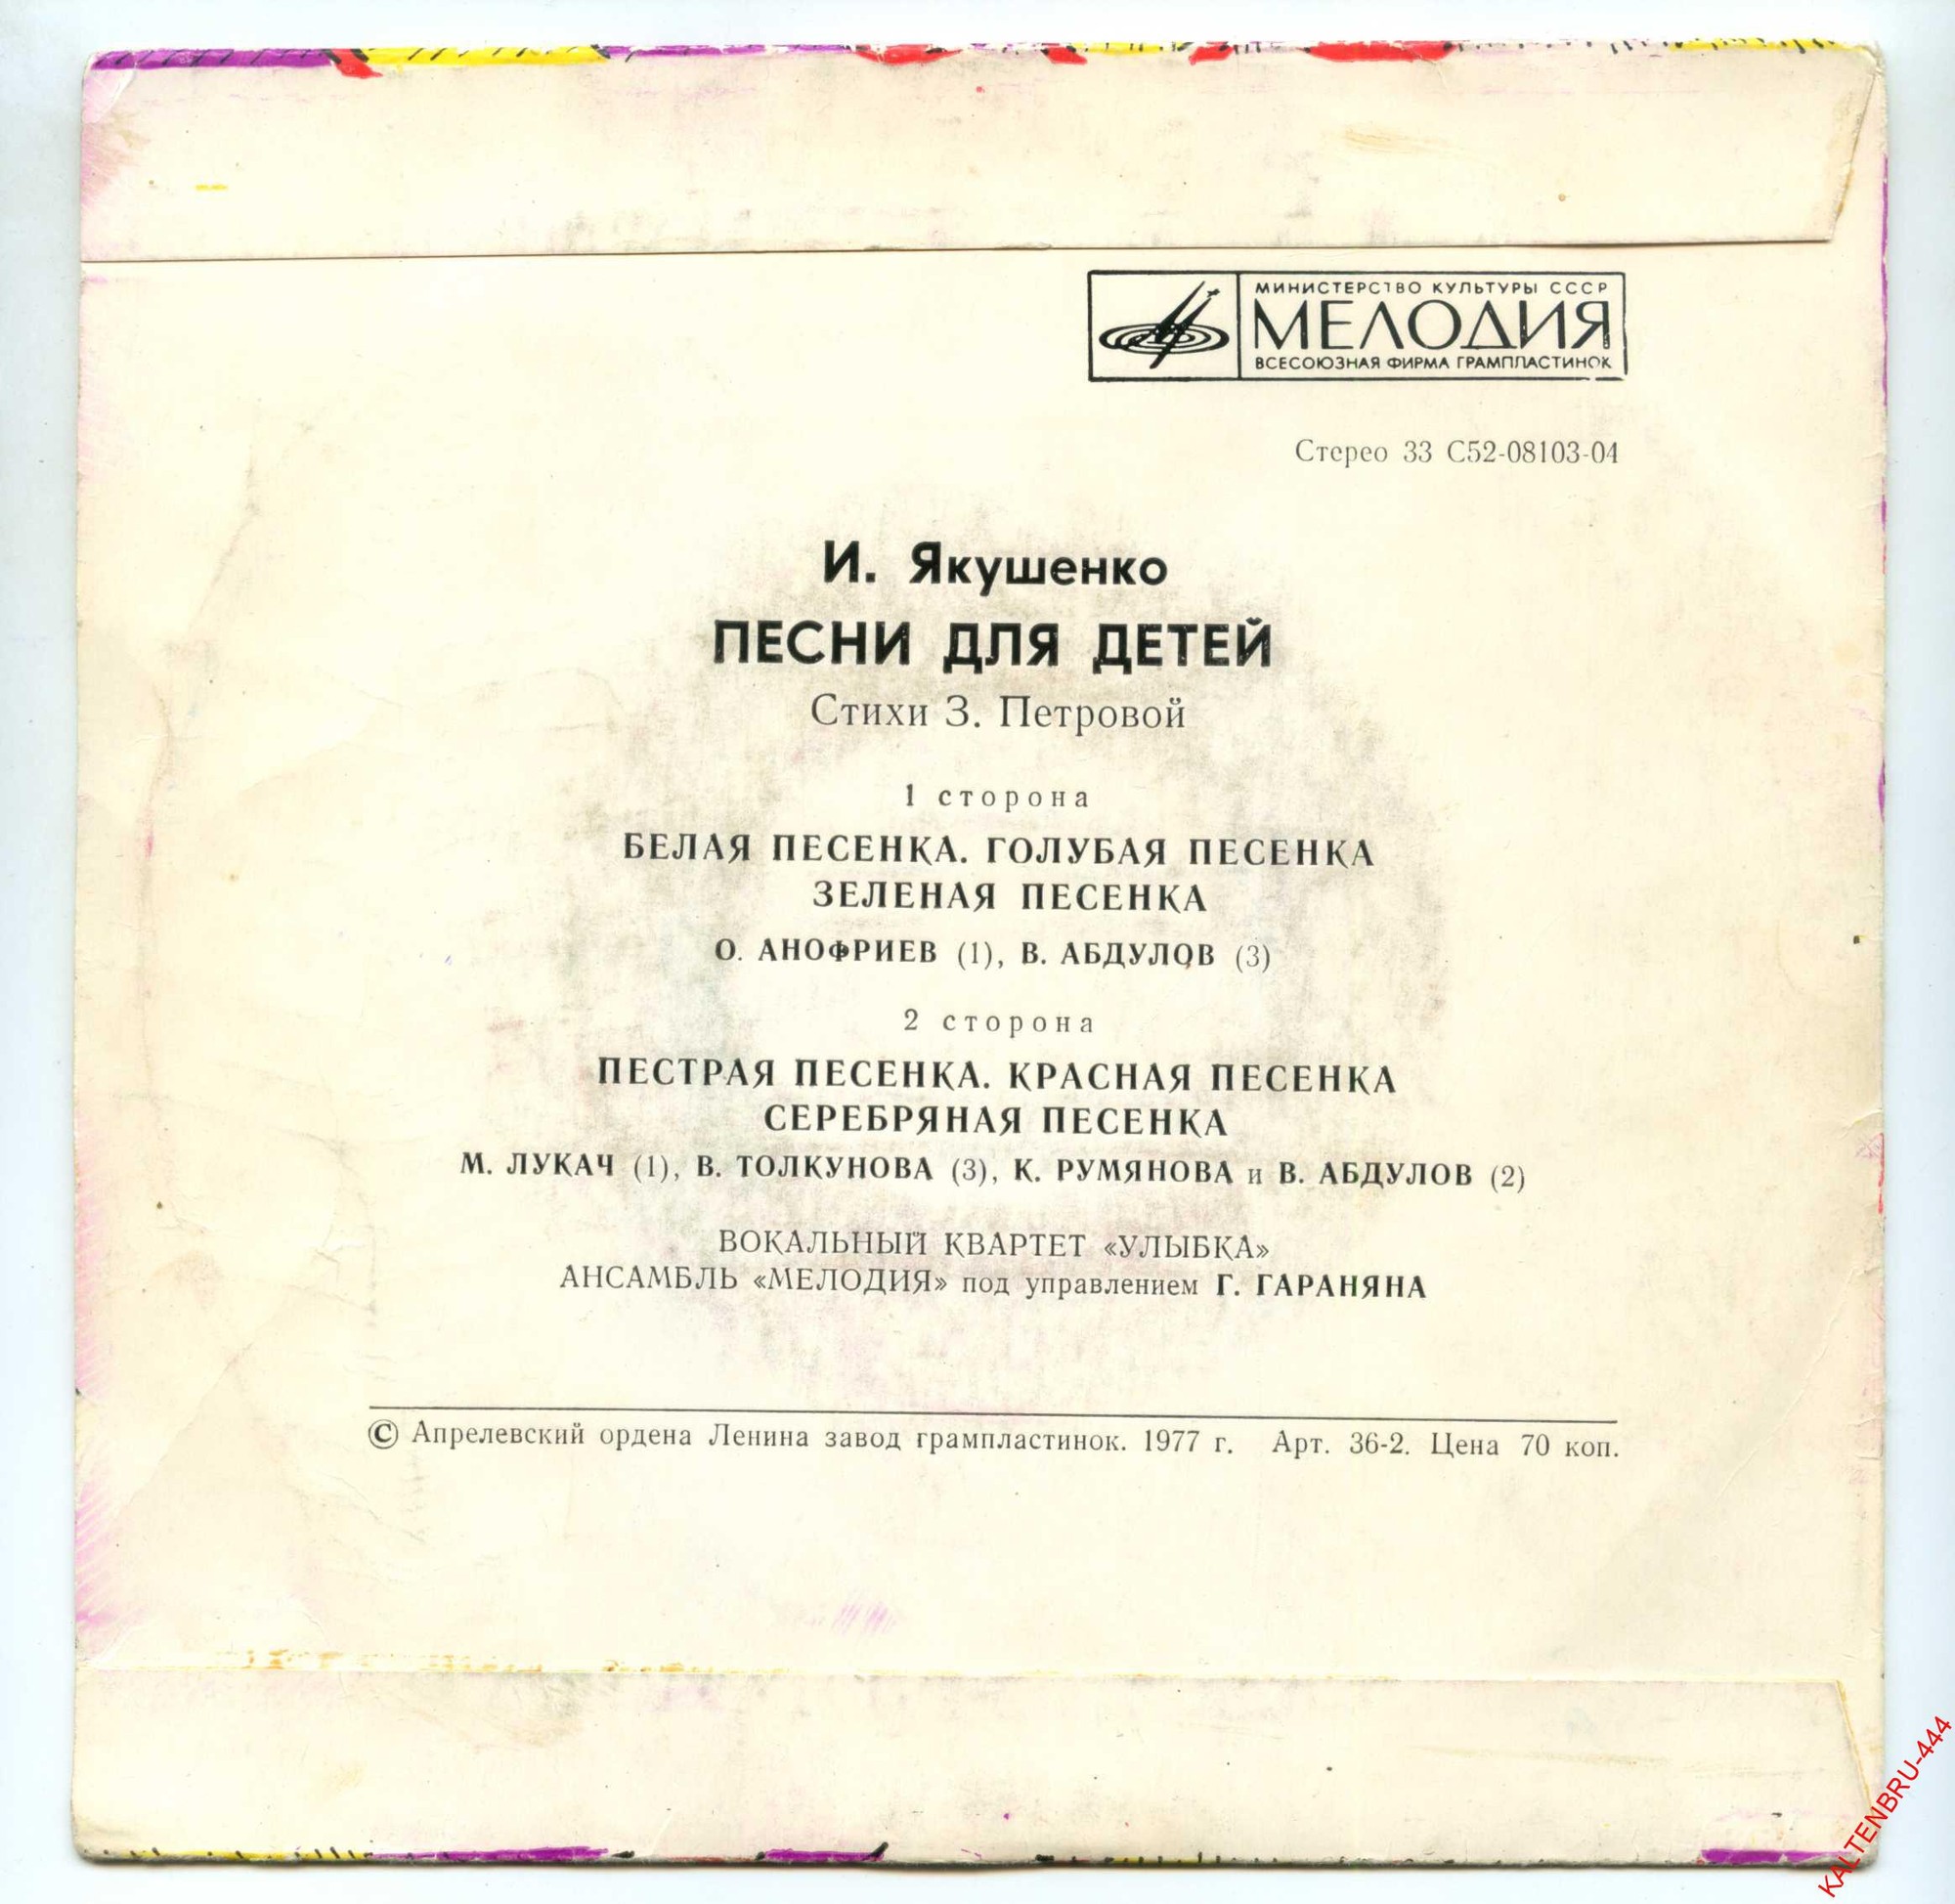 МИНИСТЕРСТВО КУЛЬТУРЫ СССР
МЕЛОДИЯ
ВСЕСОЮЗНАЯ ФИРМА ГРАМПЛАСТИНОК
Стерео 33 С52-08103-04
И. Якушенко
ПЕСНИ ДЛЯ ДЕТЕЙ
Стихи З. Петровой
1 сторона
БЕЛАЯ ПЕСЕНКА. ГОЛУБАЯ ПЕСЕНКА
ЗЕЛЕНАЯ ПЕСЕНКА
О. АНОФРИЕВ (1), В. АБДУЛОВ (3)
2 сторона
ПЕСТРАЯ ПЕСЕНКА. КРАСНАЯ ПЕСЕНКА
СЕРЕБРЯНАЯ ПЕСЕНКА
М. ЛУКАЧ (1), В. ТОЛКУНОВА (3), К. РУМЯНОВА и В. АБДУЛОВ (2)
ВОКАЛЬНЫЙ КВАРТЕТ «УЛЫБКА»
АНСАМБЛЬ «МЕЛОДИЯ» под управлением Г. ГАРАНЯНА
© Апрелевский ордена Ленина завод грампластинок. 1977 г. Арт. 36-2. Цена 70 коп.
KALTENBRU-444